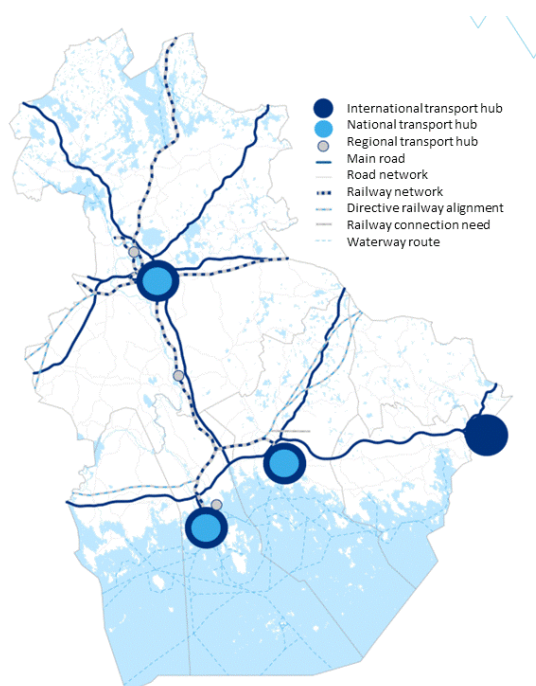 International transport hub
National transport hub
Regional transport hub
Main road
Road network
Railway network
Directive railway alignment
Railway connection need
Waterway route